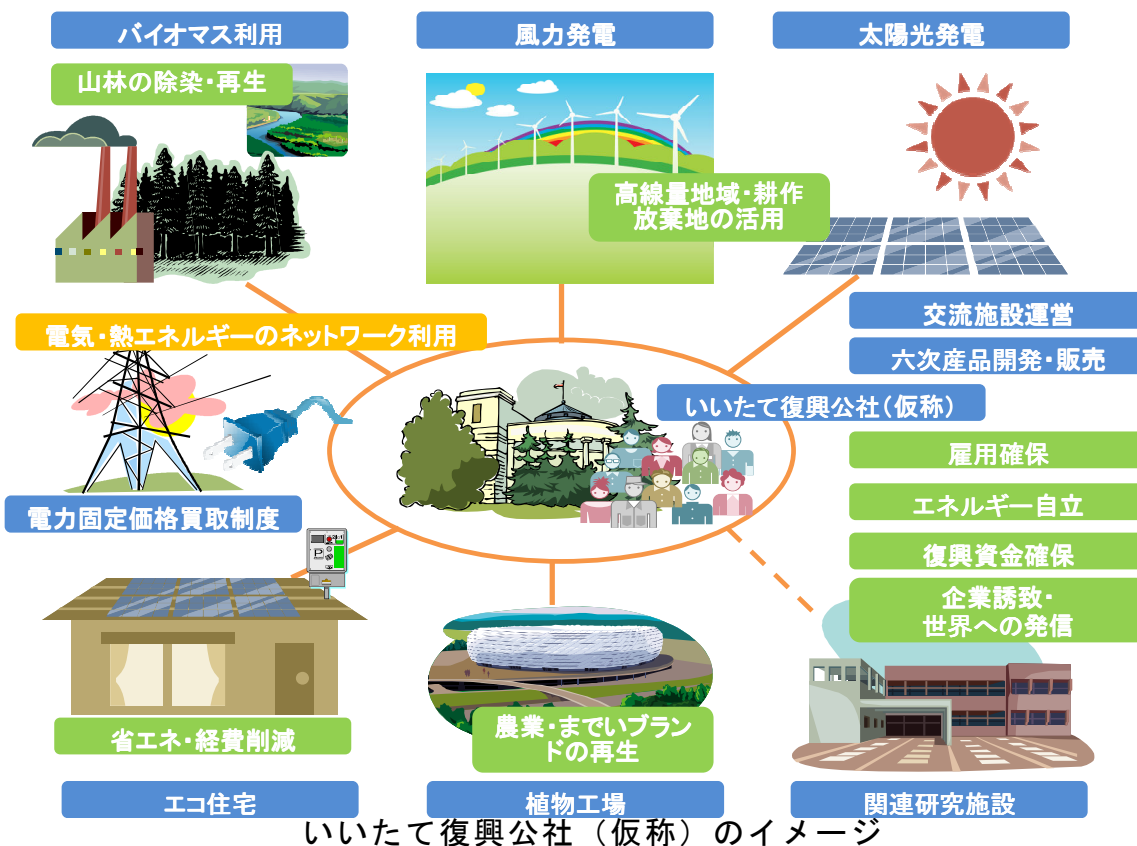 バイオマス利用
風力発電
太陽光発電
山林の除染・再生
高線量地域・耕作
放棄地の活用
電気・熱エネルギーのネットワーク利用
交流施設運営
六次産品開発・販売
いいたて復興公社（仮称）
雇用確保
エネルギー自立
復興資金確保
企業誘致・
世界への発信
電力固定価格買取制度
省エネ・経費削減
農業・までいブラン
ドの再生
エコ住宅
植物工場
関連研究施設
いいたて復興公社（仮称）のイメージ